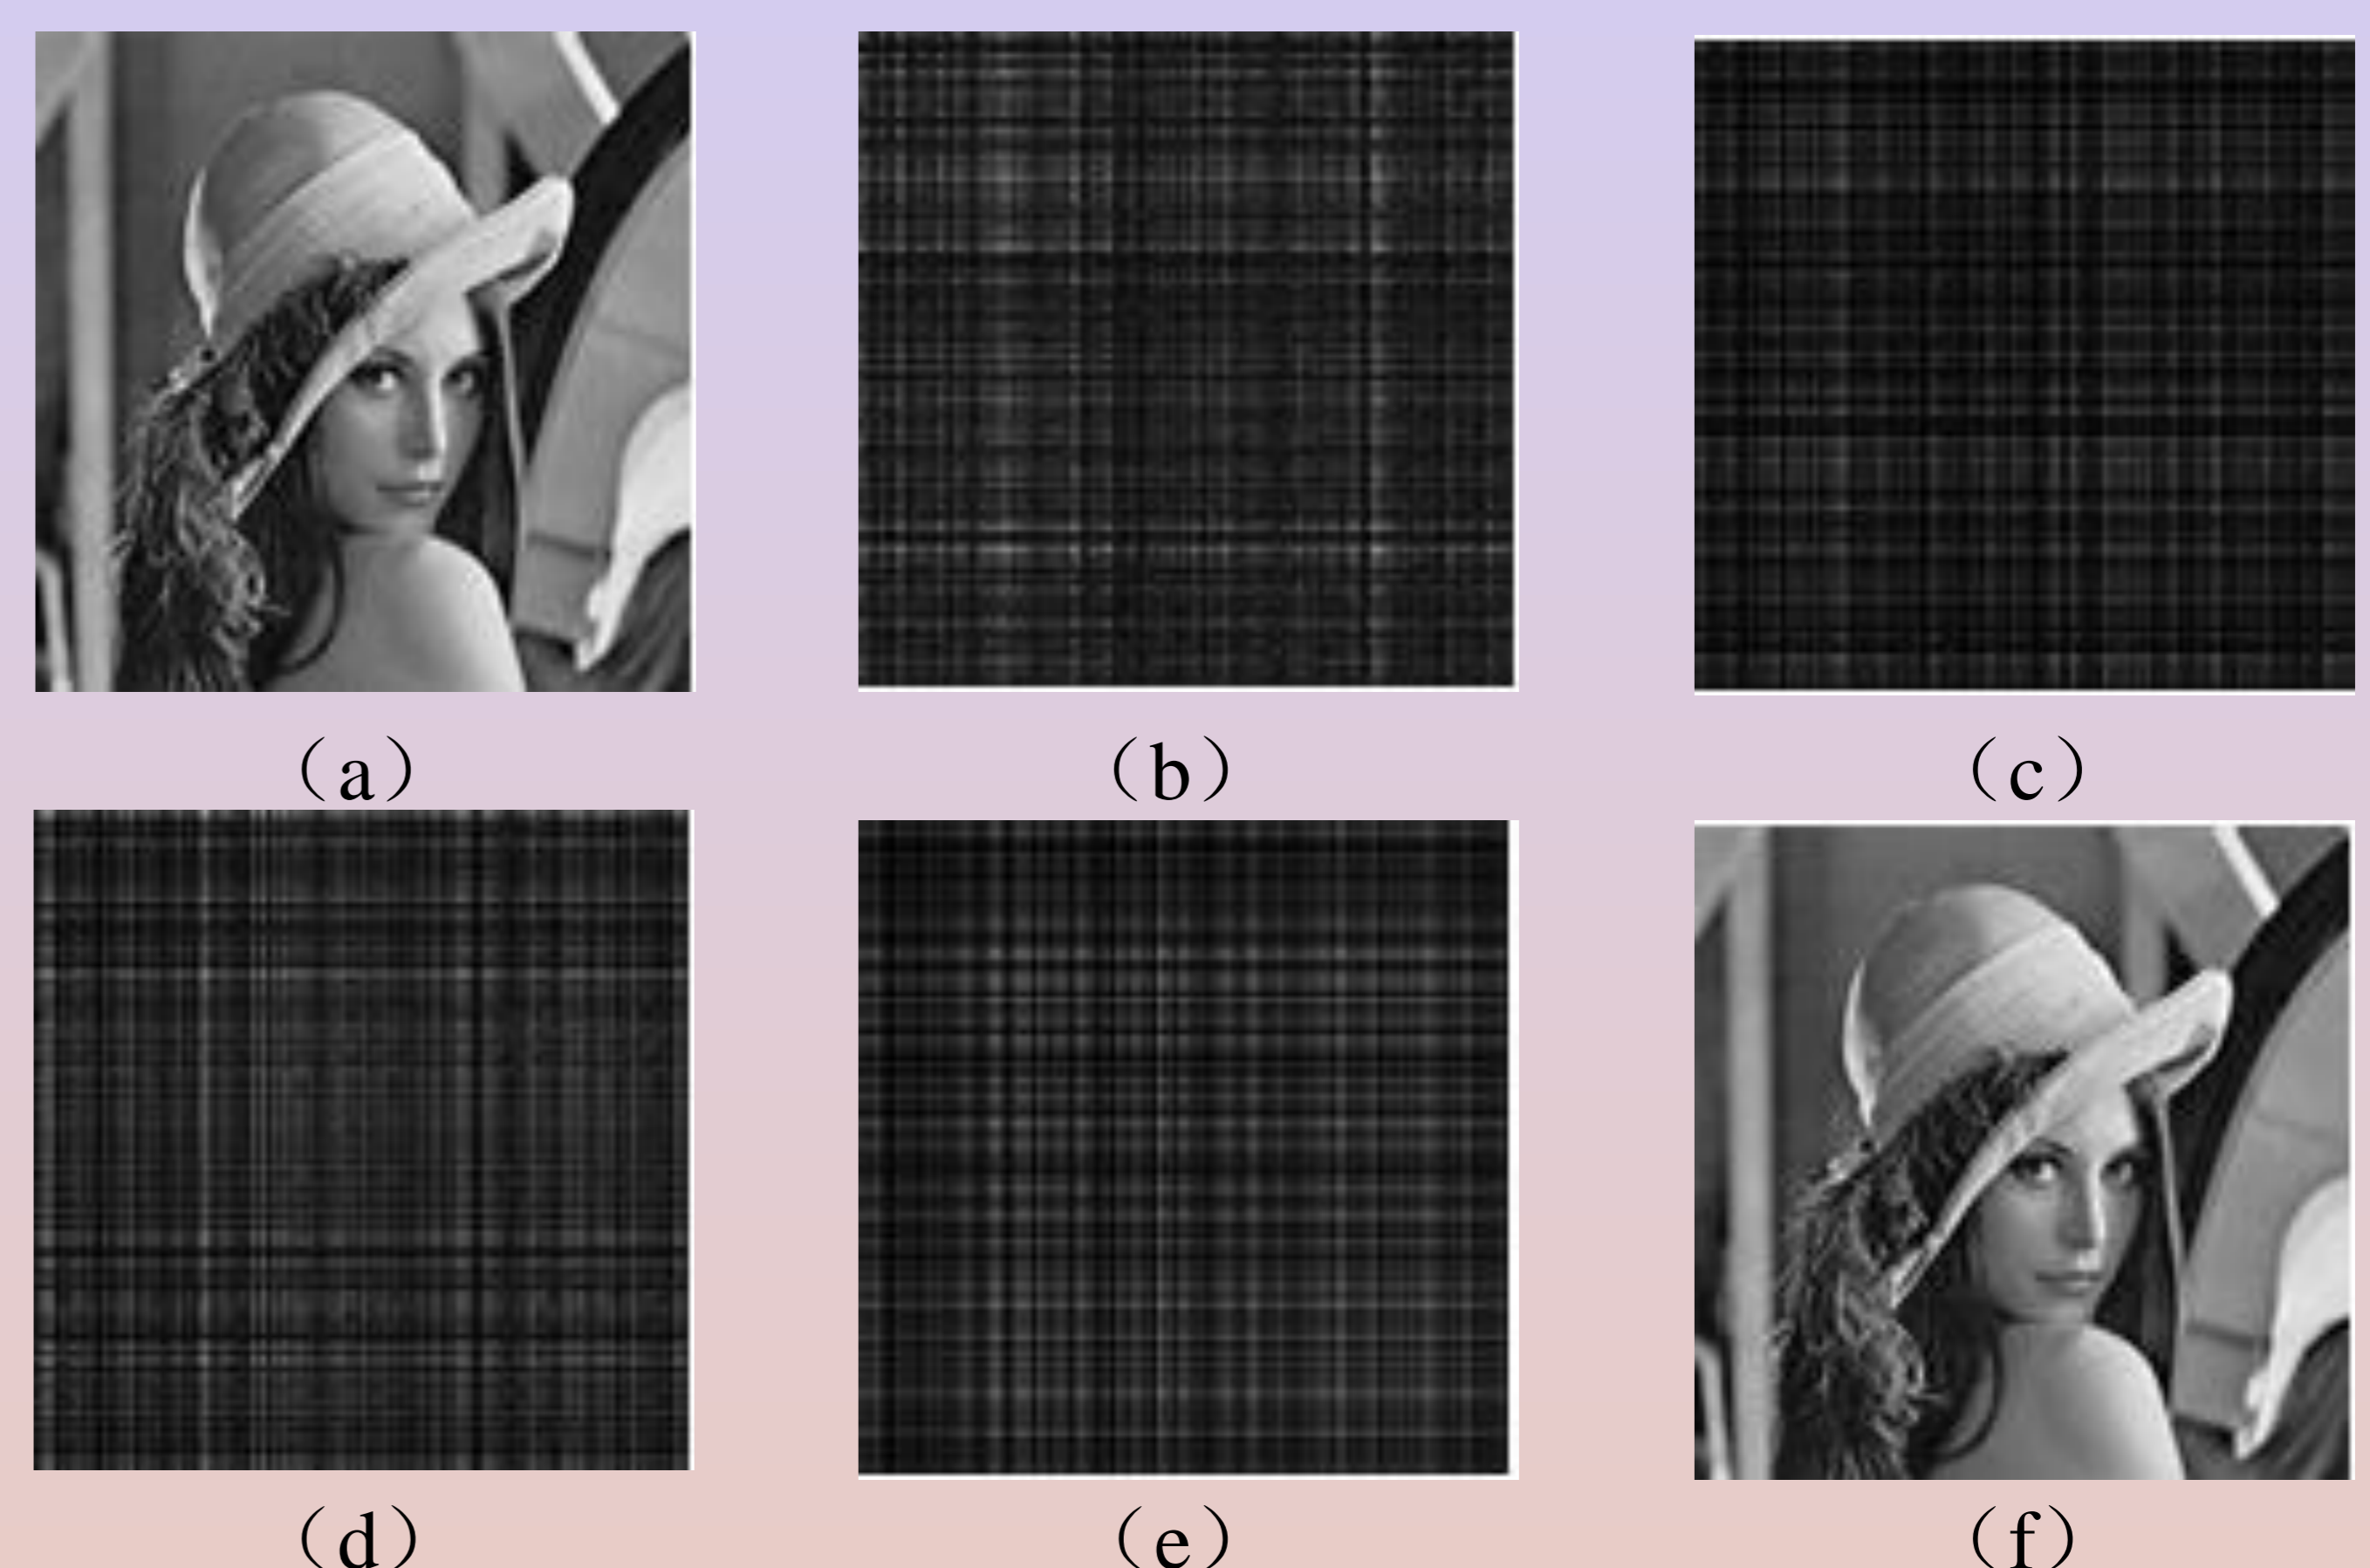 （a）
（b）
（c）
（d）
（e）
（f）